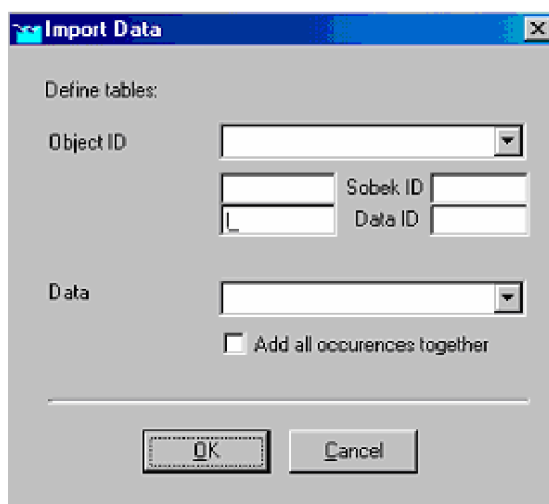 Import Data
Define tables:
Object ID
Sobek ID
Data ID
Data
Add all occurences together
OK
Cancel